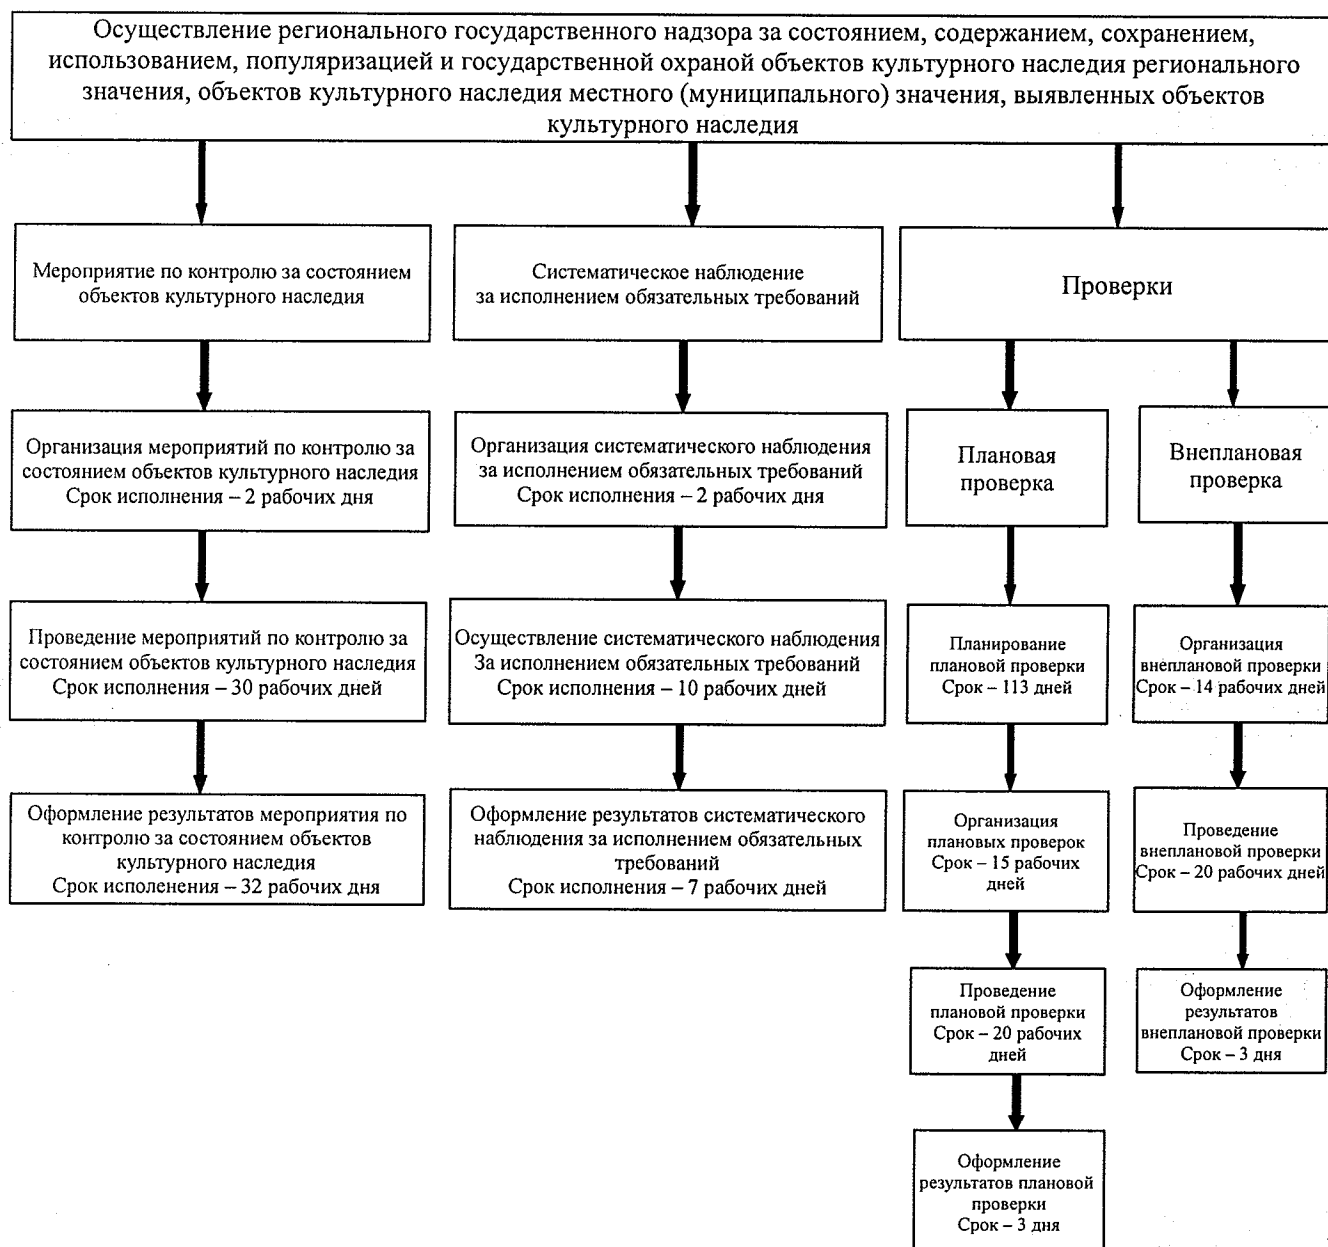 Осуществление регионального государственного надзора за состоянием, содержанием, сохранением,
использованием, популяризацией и государственной охраной объектов культурного наследия регионального
значения, объектов культурного наследия местного (муниципального) значения, выявленных объектов
культурного наследия
Мероприятие по контролю за состоянием
объектов культурного наследия
Систематическое наблюдение
за исполнением обязательных требований
Проверки
Организация мероприятий по контролю за
состоянием объектов культурного наследия
Срок исполнения – 2 рабочих дня
Организация систематического наблюдения
за исполнением обязательных требований
Срок исполнения – 2 рабочих дня
Плановая
проверка
Внеплановая
проверка
Проведение мероприятий по контролю за
состоянием объектов культурного наследия
Срок исполнения – 30 рабочих дней
Осуществление систематического наблюдения
За исполнением обязательных требований
Срок исполнения – 10 рабочих дней
Планирование
плановой проверки
Срок – 113 дней
Организация
внеплановой проверки
Срок – 14 рабочих дней
Оформление результатов мероприятия по
контролю за состоянием объектов
культурного наследия
Срок исполенения – 32 рабочих дня
Оформление результатов систематического
наблюдения за исполнением обязательных
требований
Срок исполнения – 7 рабочих дней
Организация
плановых проверок
Срок – 15 рабочих
дней
Проведение
внеплановой проверки
Срок – 20 рабочих дней
Проведение
плановой проверки
Срок – 20 рабочих
дней
Оформление
результатов
внеплановой проверки
Срок – 3 дня
Оформление
результатов плановой
проверки
Срок – 3 дня